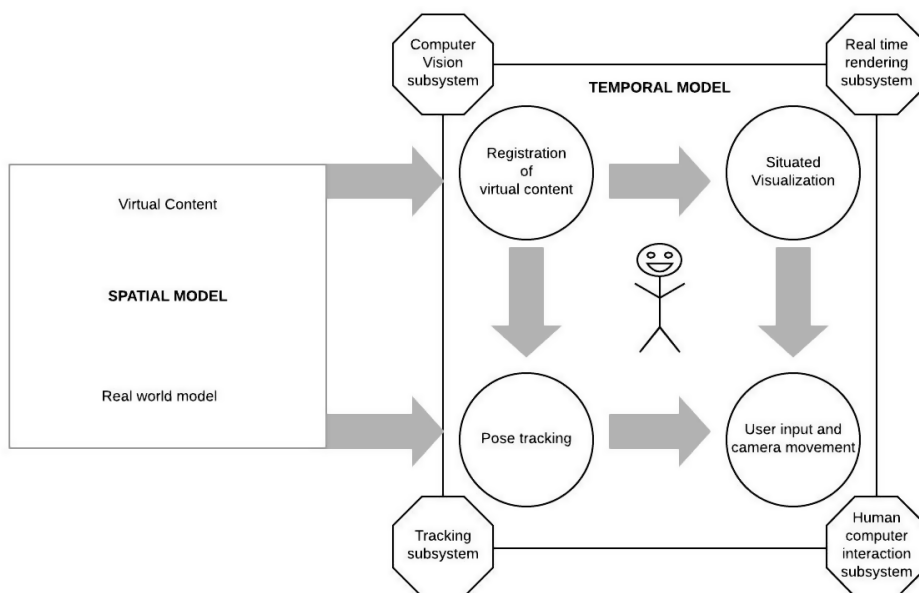 Computer
Vision
subsystem
Real time
rendering
subsystem
TEMPORAL MODEL
Registration
of
virtual content
Situated
Visualization
Virtual Content
SPATIAL MODEL
Real world model
Pose tracking
User input and
camera movement
Tracking
subsystem
Human
computer
interaction
subsystem